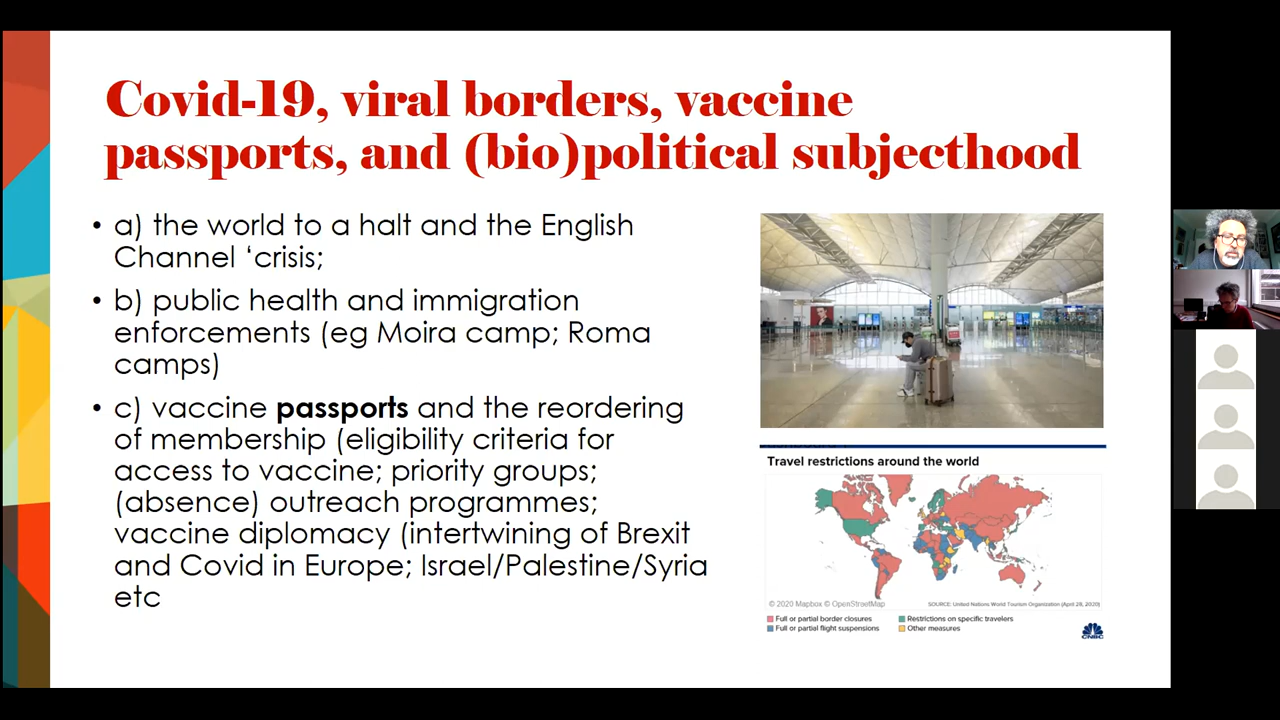 Covid-19, viral borders, vaccine
passports, and (bio)political subjecthood
• a) the world to a halt and the English
Channel ‘crisis;
• b) public health and immigration
enforcements (eg Moira camp; Roma
camps)
• c) vaccine passports and the reordering
of membership (eligibility criteria for
access to vaccine; priority groups;
(absence) outreach programmes;
vaccine diplomacy (intertwining of Brexit
and Covid in Europe; Israel/Palestine/Syria
etc
Travel restrictions around the world
© 2020 Mapbox © OpenStreetMap
SOURCE: United Nations World Tourism Organization (April 28, 2020)
Full or partial border closures
Restrictions on specific travelers
Full or partial flight suspensions
Other measures
CNBC